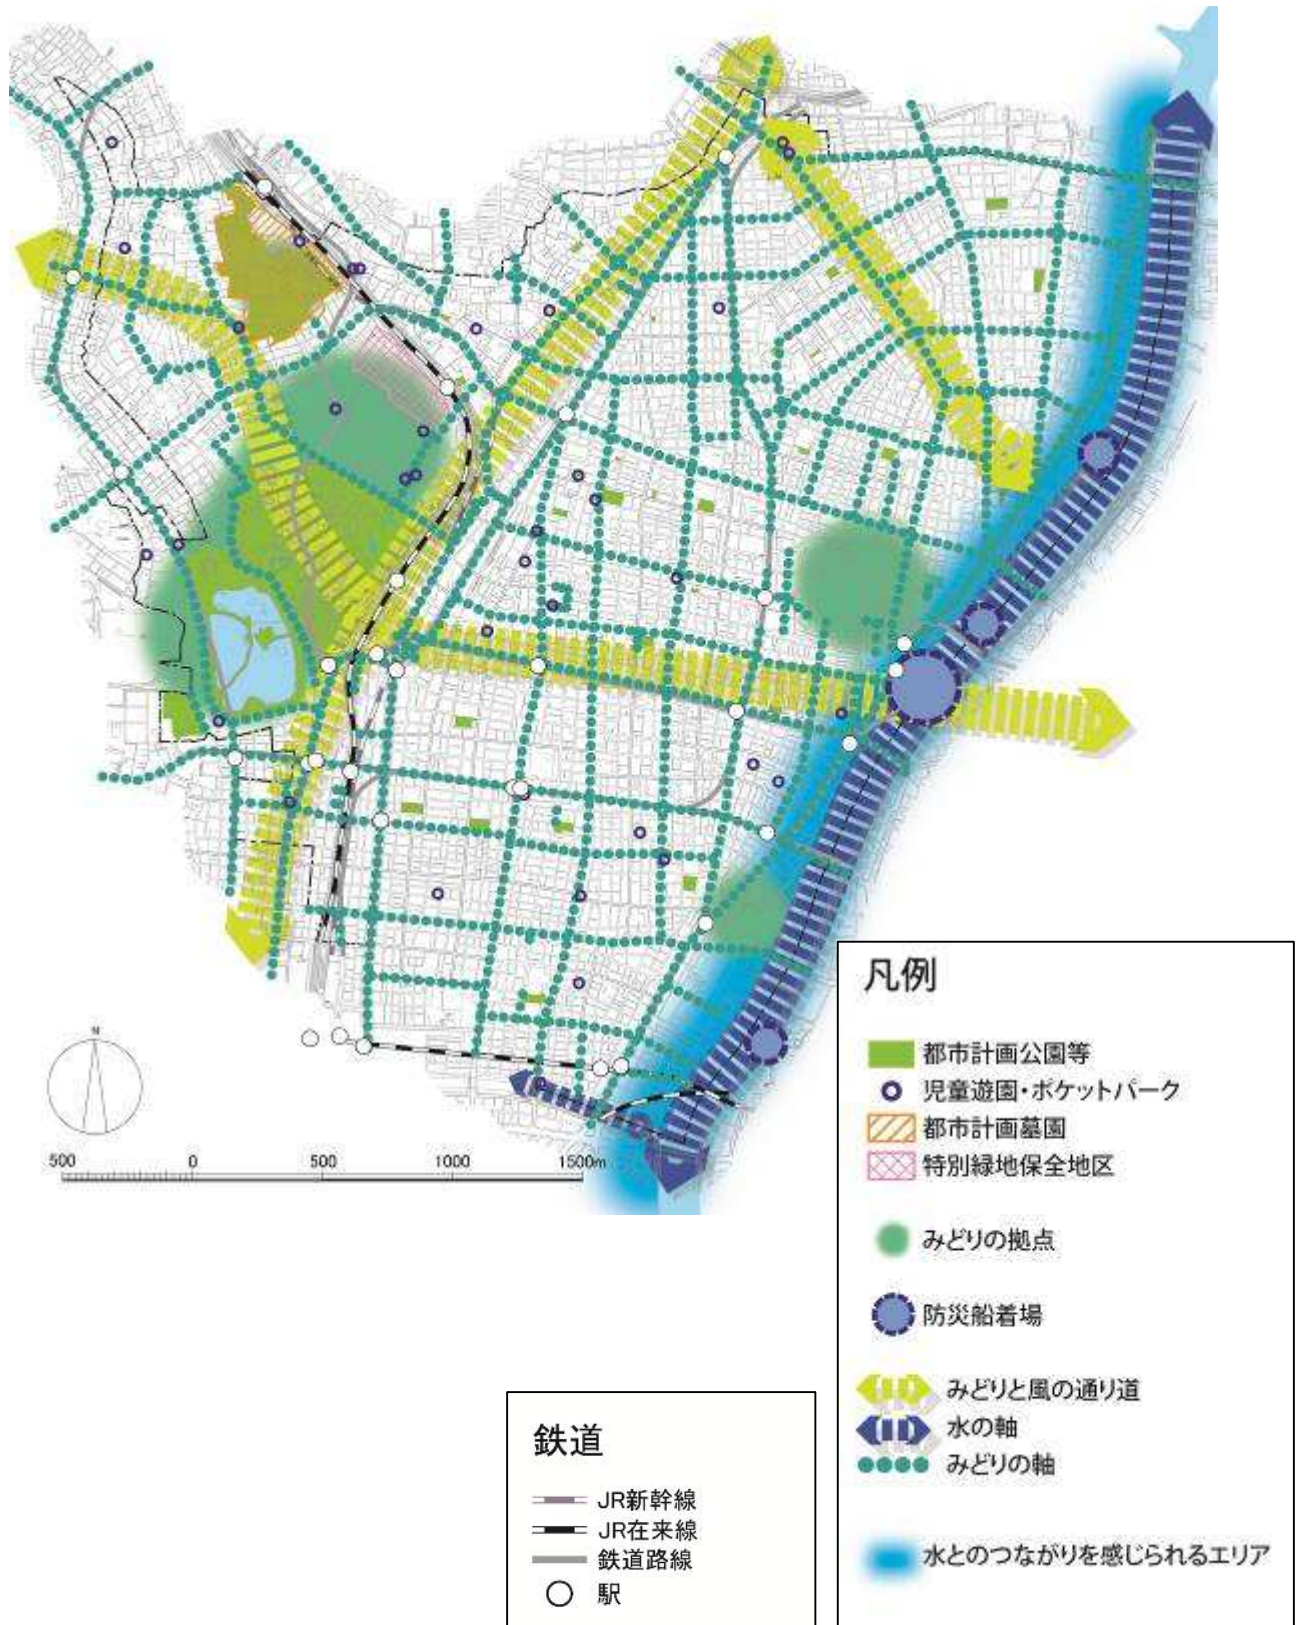 N
500 0 500 1000 1500m
凡例
都市計画公園等
児童遊園・ポケットパーク
都市計画墓園
特別緑地保全地区
みどりの拠点
防災船着場
みどりと風の通り道
水の軸
みどりの軸
水とのつながりを感じられるエリア
鉄道
JR新幹線
JR在来線
鉄道路線
駅